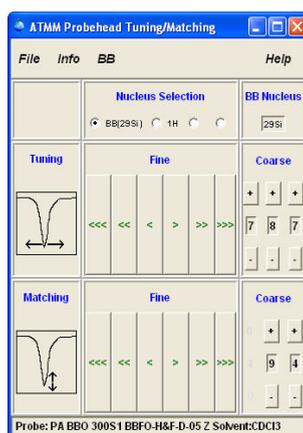 ATMM Probehead Tuning/Matching
File Info BB Help
Nucleus Selection BB Nucleus
BB(29Si) 1H 29Si
Tuning Fine Coarse
+ + +
<<< << < > >> >>> 7 8 7
- - -
Matching Fine Coarse
+ +
<<< << < > >> >>> 9 4
- -
Probe: PA BBO 300S1 BBFO-H&F-D-05 Z Solvent:CDCl3